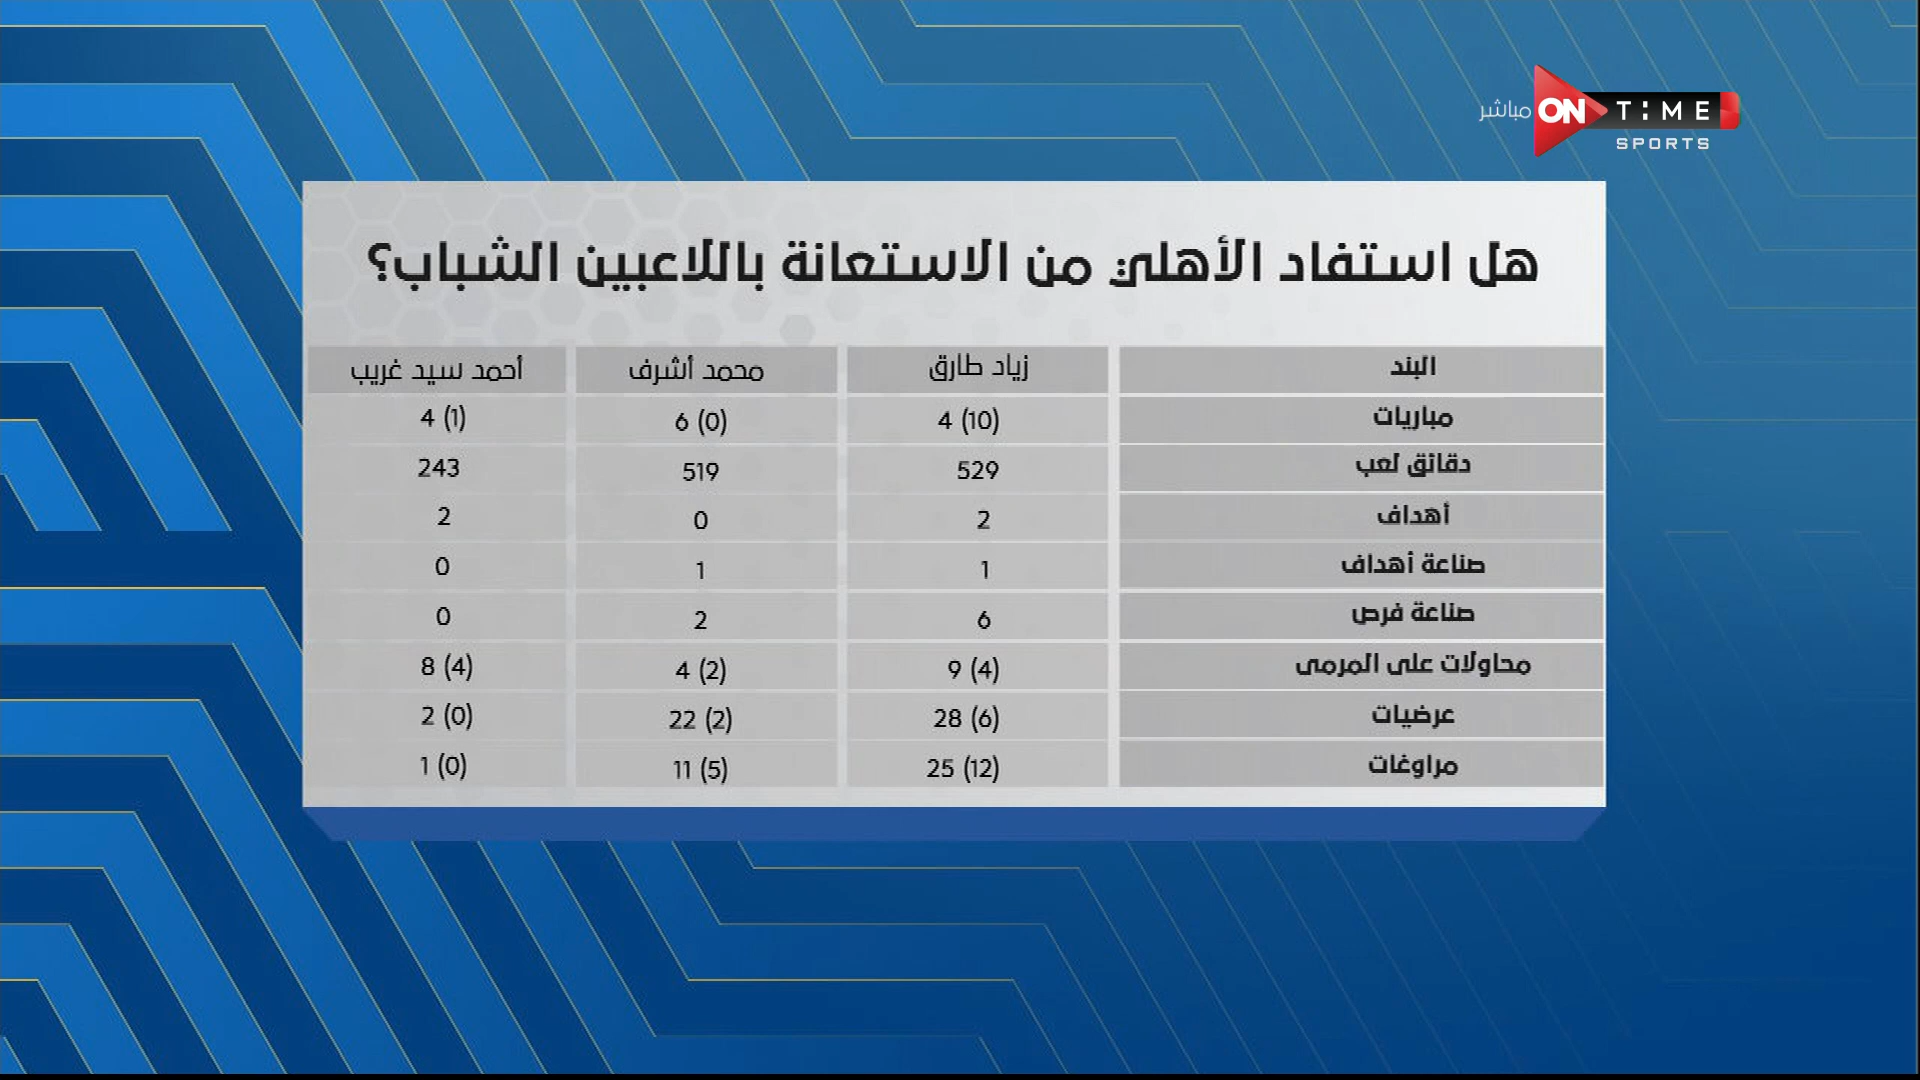 مباشر ON TIME
SPORTS
هل استفاد الأهلي من الاستعانة باللاعبين الشباب؟
البند زياد طارق محمد أشرف أحمد سيد غريب
مباريات 4 (10) 6 (0) 4 (1)
دقائق لعب 529 519 243
أهداف 2 0 2
صناعة أهداف 1 1 0
صناعة فرص 6 2 0
محاولات على المرمى 9 (4) 4 (2) 8 (4)
عرضيات 28 (6) 22 (2) 2 (0)
مراوغات 25 (12) 11 (5) 1 (0)